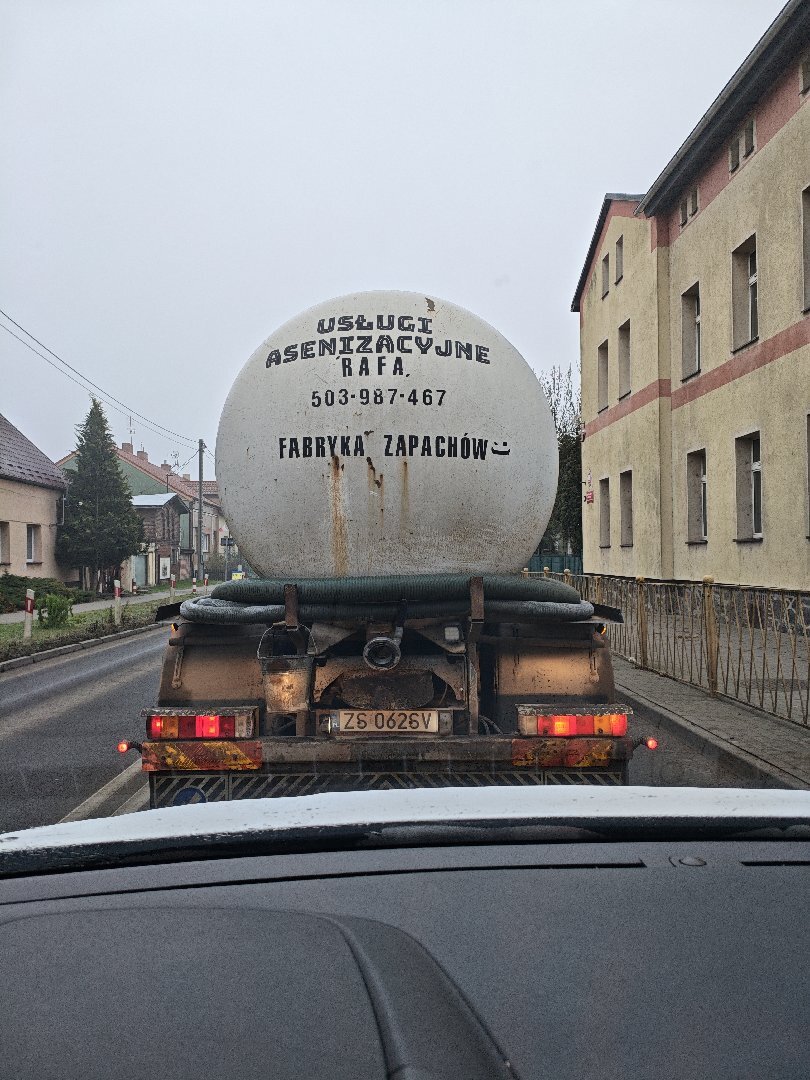 USŁUGI
ASENIZACYJNE
RAFA
503-987-467
FABRYKA ZAPACHÓW :)
ZS 0626V